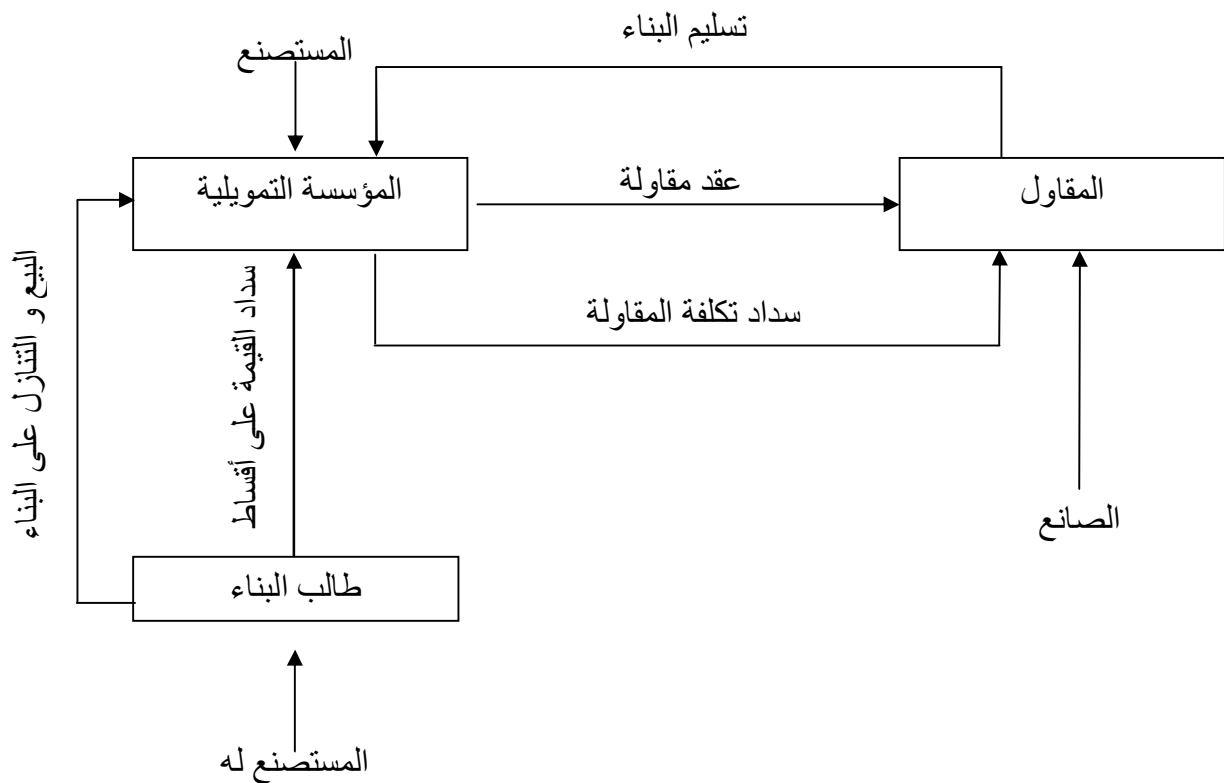 تسليم البناء
المستصنع
المؤسسة التمويلية
عقد مقاولة
المقاول
سداد تكلفة المقاولة
سداد القيمة على أقساط
البيع و التنازل على البناء
الصانع
طالب البناء
المستصنع له